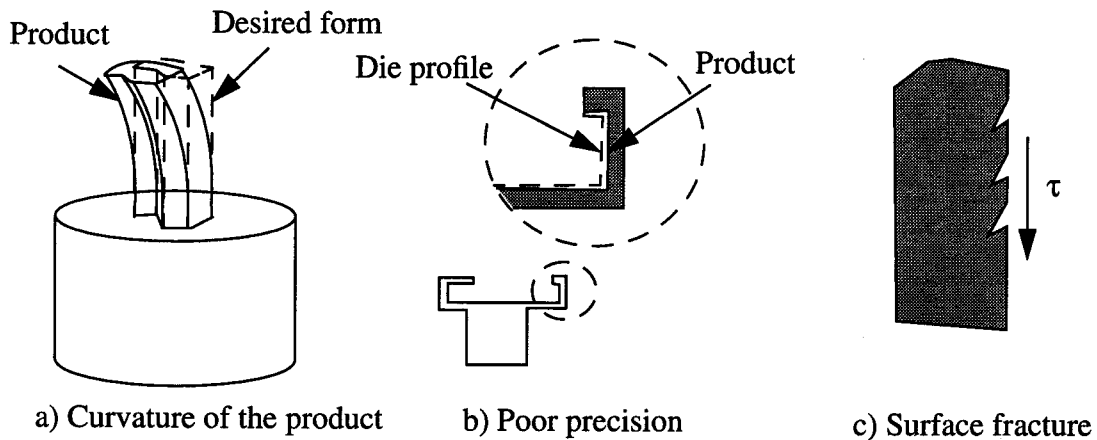 Product
Desired form
Die profile
Product
τ
a) Curvature of the product
b) Poor precision
c) Surface fracture